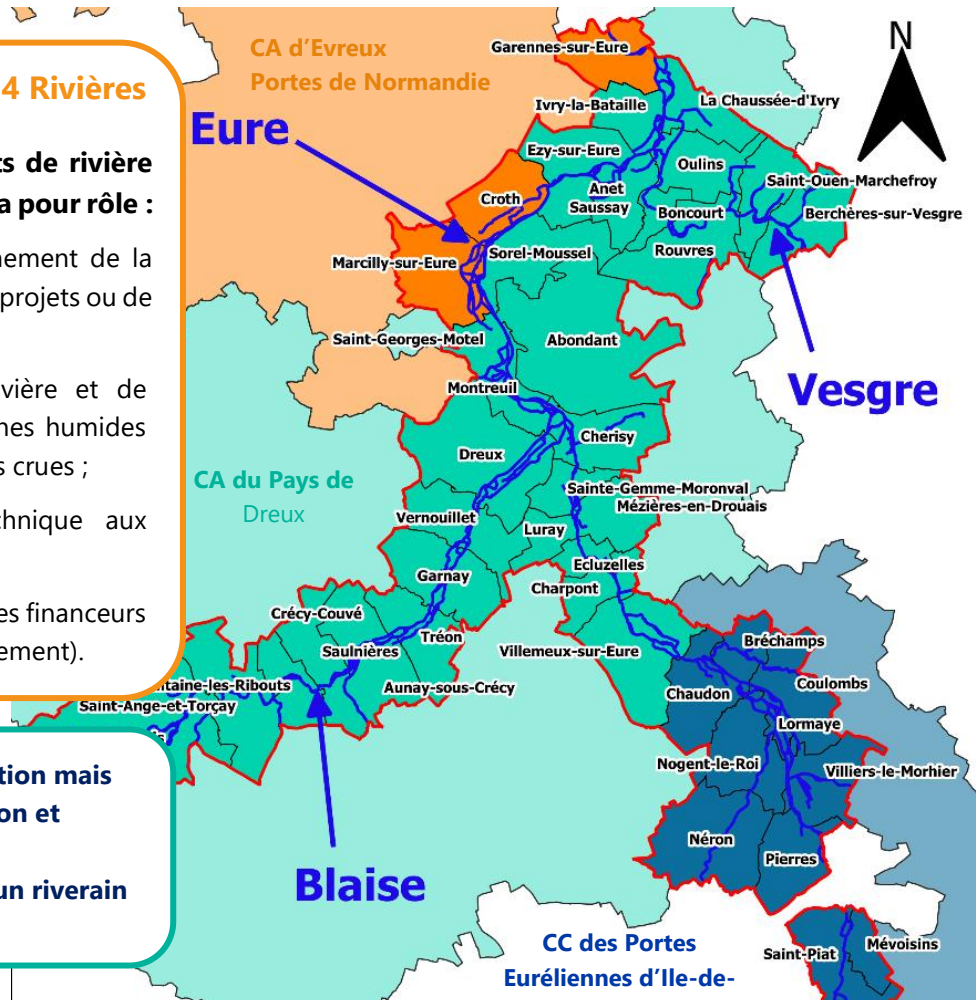 4 Rivières
ts de rivière
a pour rôle :
nement de la
projets ou de
vière et de
nes humides
s crues ;
chnique aux
es financeurs
ement).
tion mais
on et
un riverain
N
CA d'Evreux
Portes de Normandie
Garennes-sur-Eure
Ivry-la-Bataille
La Chaussée-d'Ivry
Eure
Ezy-sur-Eure
Oulins
Saint-Ouen-Marchefroy
Croth
Anet
Saussay
Boncourt
Berchères-sur-Vesgre
Marcilly-sur-Eure
Sorel-Moussel
Rouvres
Saint-Georges-Motel
Abondant
Montreuil
Vesgre
Cherisy
Dreux
CA du Pays de
Dreux
Sainte-Gemme-Moronval
Mézières-en-Drouais
Vernouillet
Luray
Ecluzelles
Garnay
Charpont
Crécy-Couvé
Tréon
Saulnières
Villemeux-sur-Eure
Bréchamps
ntaine-les-Ribouts
Aunay-sous-Crécy
Chaudon
Coulombs
Saint-Ange-et-Torçay
Lormaye
Nogent-le-Roi
Villiers-le-Morhier
Néron
Pierres
Blaise
CC des Portes
Euréliennes d'Ile-de-
Saint-Piat
Mévoisins